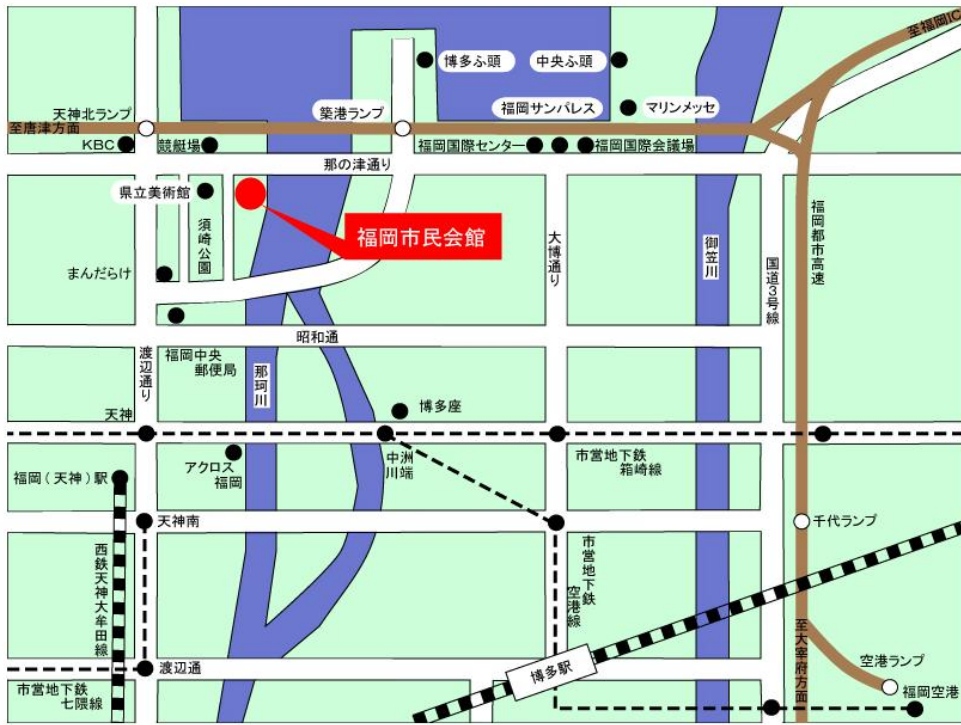 至福岡IC
博多ふ頭
中央ふ頭
天神北ランプ
築港ランプ
福岡サンパレス
マリンメッセ
至唐津方面
KBC
競艇場
福岡国際センター
福岡国際会議場
那の津通り
県立美術館
須崎公園
福岡市民会館
大博通り
御笠川
国道3号線
福岡都市高速
まんだらけ
昭和通
渡辺通り
福岡中央
郵便局
那珂川
天神
博多座
アクロス
福岡
中洲
川端
市営地下鉄
箱崎線
福岡(天神)駅
天神南
千代ランプ
西鉄天神大牟田線
市営地下鉄
空港線
渡辺通
博多駅
至大宰府方面
空港ランプ
福岡空港
市営地下鉄
七隈線